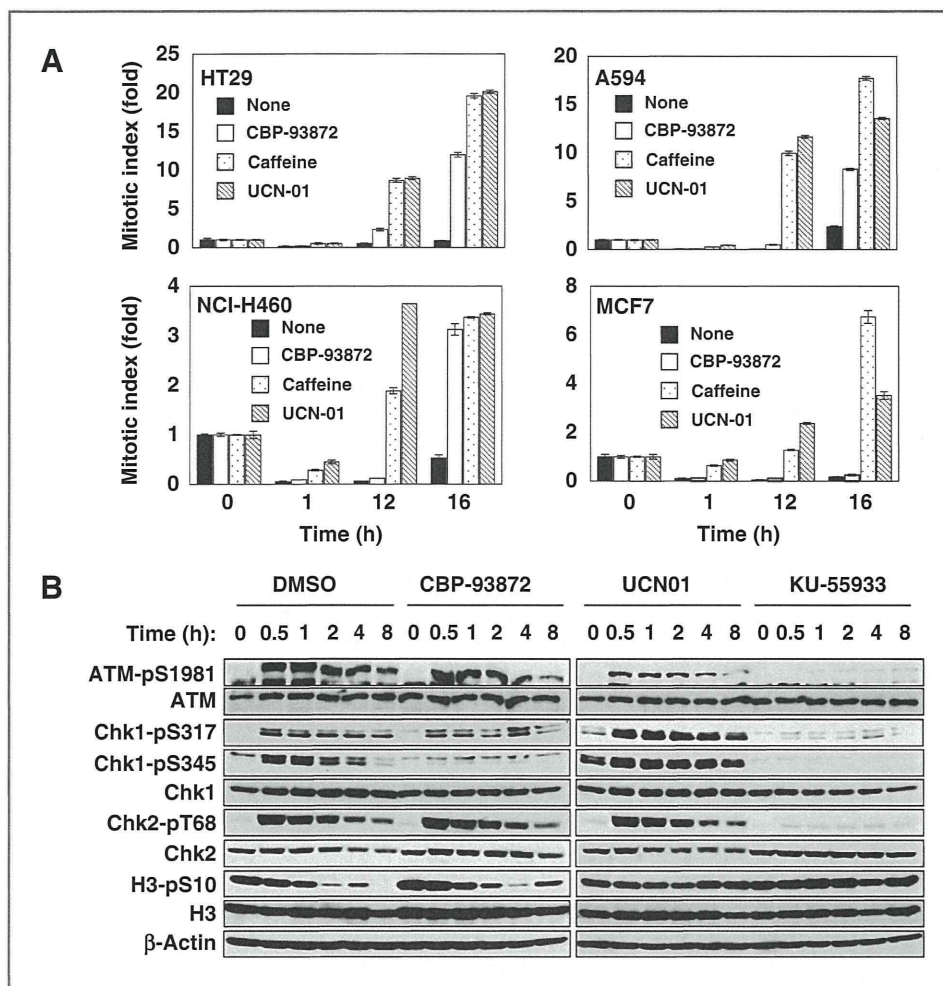 A
HT29
Mitotic index (fold)
25
20
15
10
5
0
None
CBP-93872
Caffeine
UCN-01
A594
20
15
10
5
0
None
CBP-93872
Caffeine
UCN-01
NCI-H460
Mitotic index (fold)
4
3
2
1
0
None
CBP-93872
Caffeine
UCN-01
0 1 12 16
Time (h)
MCF7
8
6
4
2
0
None
CBP-93872
Caffeine
UCN-01
0 1 12 16
Time (h)
B
DMSO CBP-93872 UCN01 KU-55933
Time (h): 0 0.5 1 2 4 8 0 0.5 1 2 4 8 0 0.5 1 2 4 8 0 0.5 1 2 4 8
ATM-pS1981
ATM
Chk1-pS317
Chk1-pS345
Chk1
Chk2-pT68
Chk2
H3-pS10
H3
β-Actin